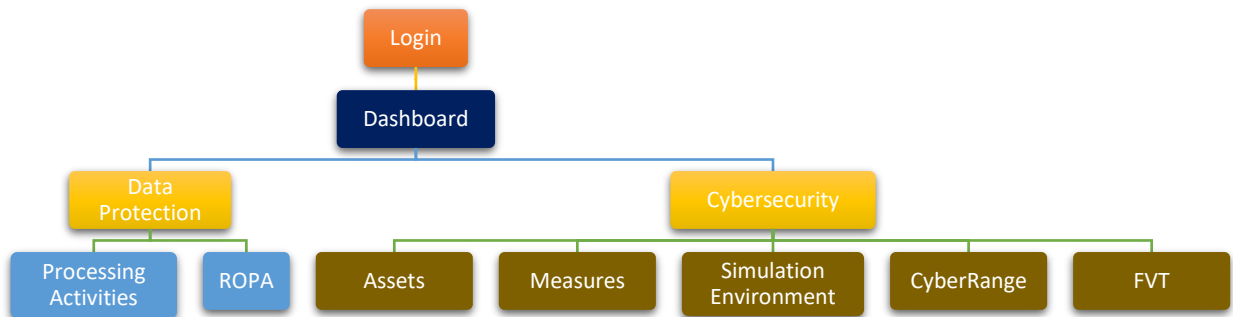 Login
Dashboard
Data
Protection
Cybersecurity
Processing
Activities
ROPA
Assets
Measures
Simulation
Environment
CyberRange
FVT